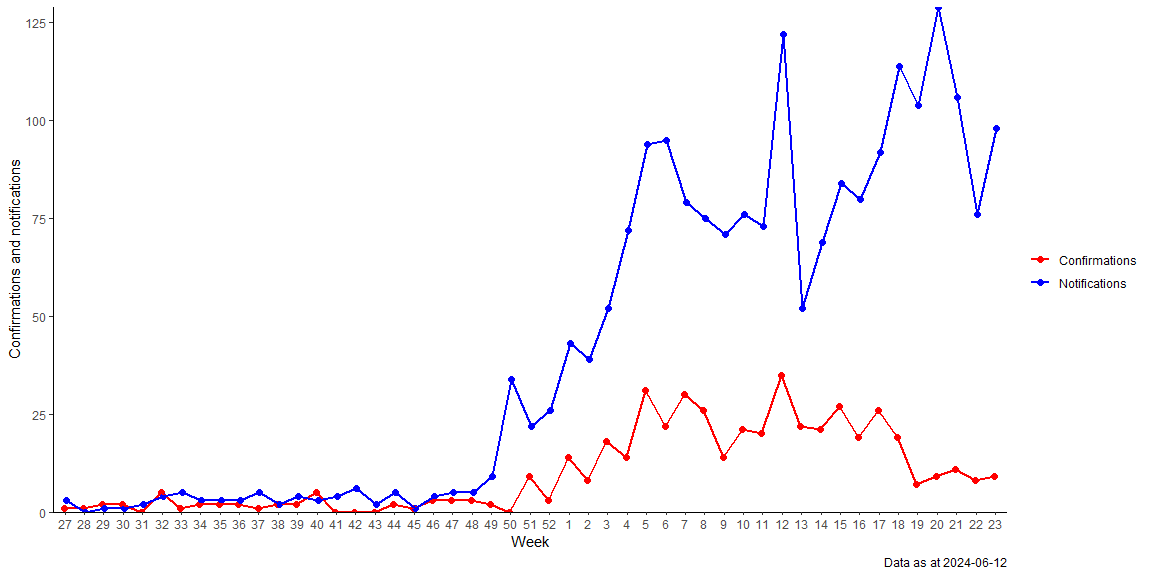 Confirmations and notifications
125
100
75
50
25
0
27 28 29 30 31 32 33 34 35 36 37 38 39 40 41 42 43 44 45 46 47 48 49 50 51 52 1 2 3 4 5 6 7 8 9 10 11 12 13 14 15 16 17 18 19 20 21 22 23
Week
Confirmations
Notifications
Data as at 2024-06-12